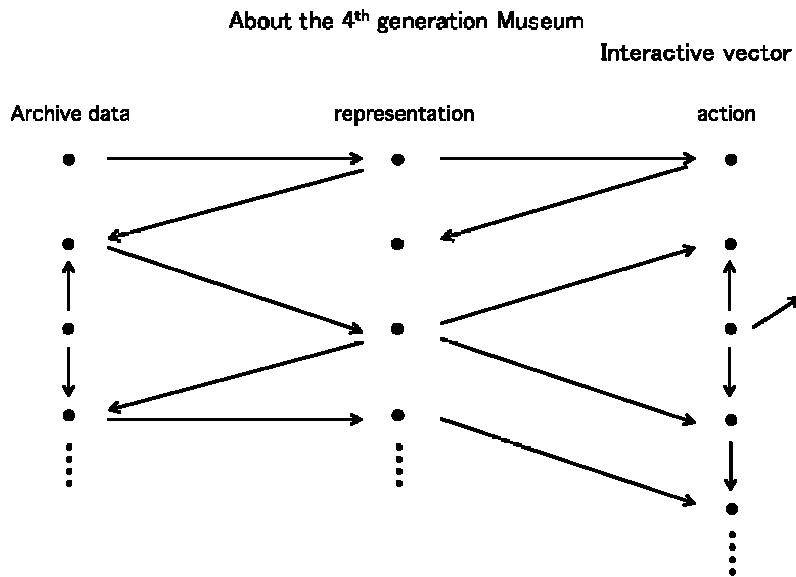 About the 4th generation Museum
Interactive vector
Archive data
representation
action